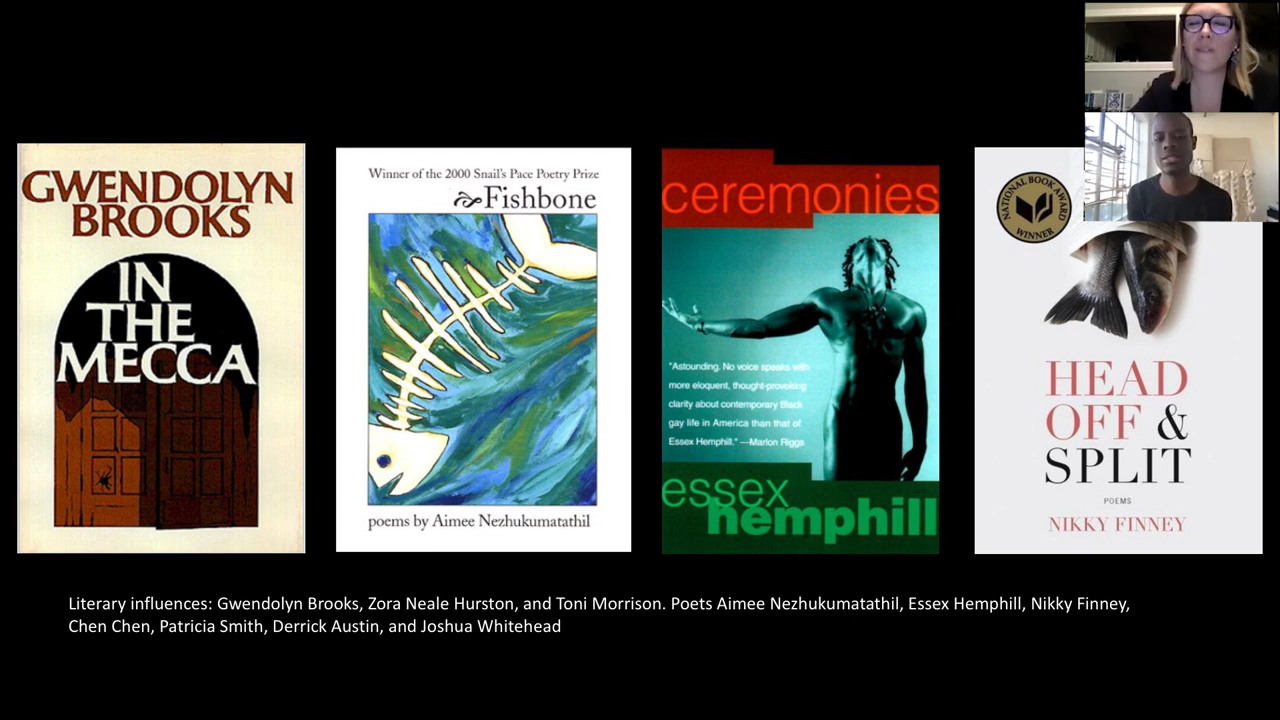 GWENDOLYN
BROOKS
IN
THE
MECCA
Winner of the 2000 Snail's Pace Poetry Prize
Fishbone
poems by Aimee Nezhukumatathil
ceremonies
"Astounding. No voice speaks with
more eloquent, thought-provoking
clarity about contemporary Black
gay life in America than that of
Essex Hemphill." —Marlon Riggs
essex
hemphill
NATIONAL BOOK AWARD
WINNER
HEAD
OFF &
SPLIT
POEMS
NIKKY FINNEY
Literary influences: Gwendolyn Brooks, Zora Neale Hurston, and Toni Morrison. Poets Aimee Nezhukumatathil, Essex Hemphill, Nikky Finney,
Chen Chen, Patricia Smith, Derrick Austin, and Joshua Whitehead